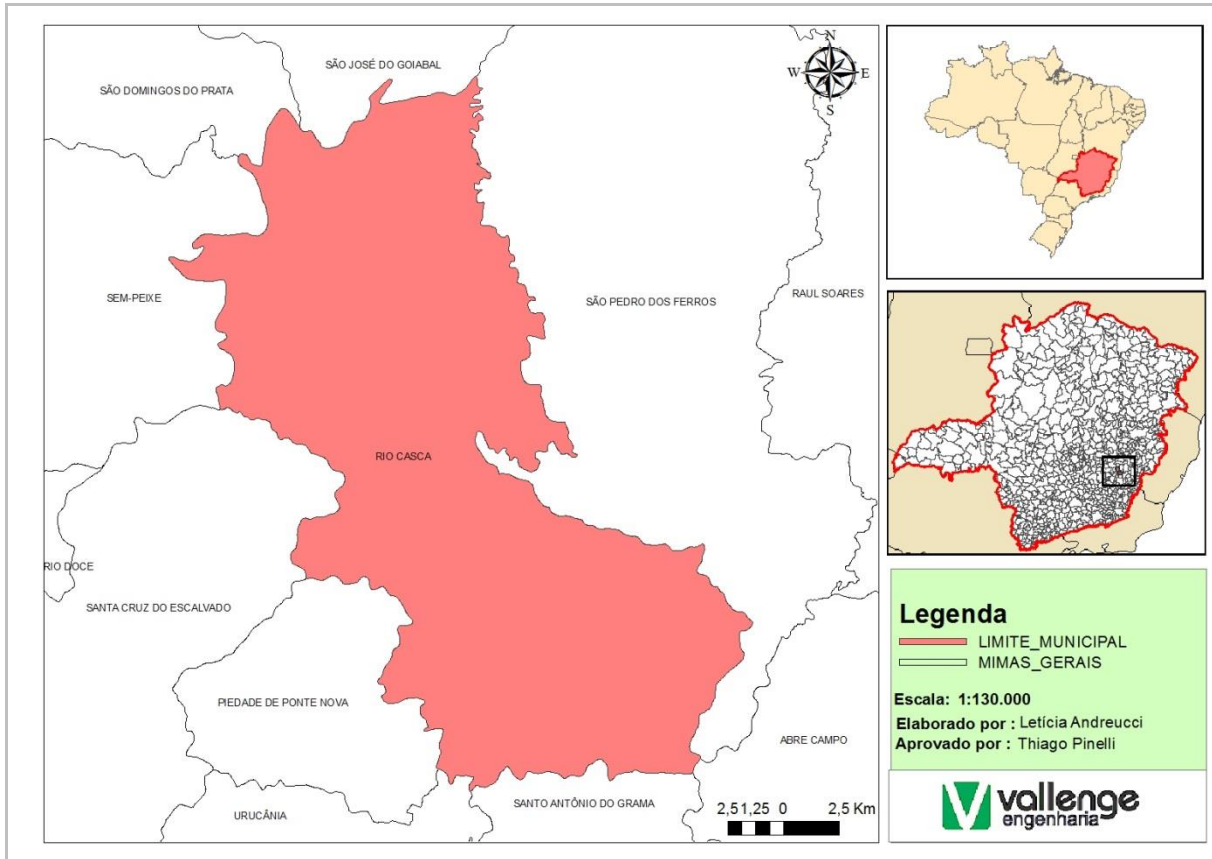 SÃO JOSÉ DO GOIABAL
SÃO DOMINGOS DO PRATA
N
W E
S
SEM-PEIXE
SÃO PEDRO DOS FERROS
RAUL SOARES
RIO CASCA
RIO DOCE
SANTA CRUZ DO ESCALVADO
PIEDADE DE PONTE NOVA
ABRE CAMPO
URUCÂNIA
SANTO ANTÔNIO DO GRAMA
2,51,25 0 2,5 Km
Legenda
LIMITE_MUNICIPAL
MIMAS_GERAIS
Escala: 1:130.000
Elaborado por : Letícia Andreucci
Aprovado por : Thiago Pinelli
vallenge
engenharia